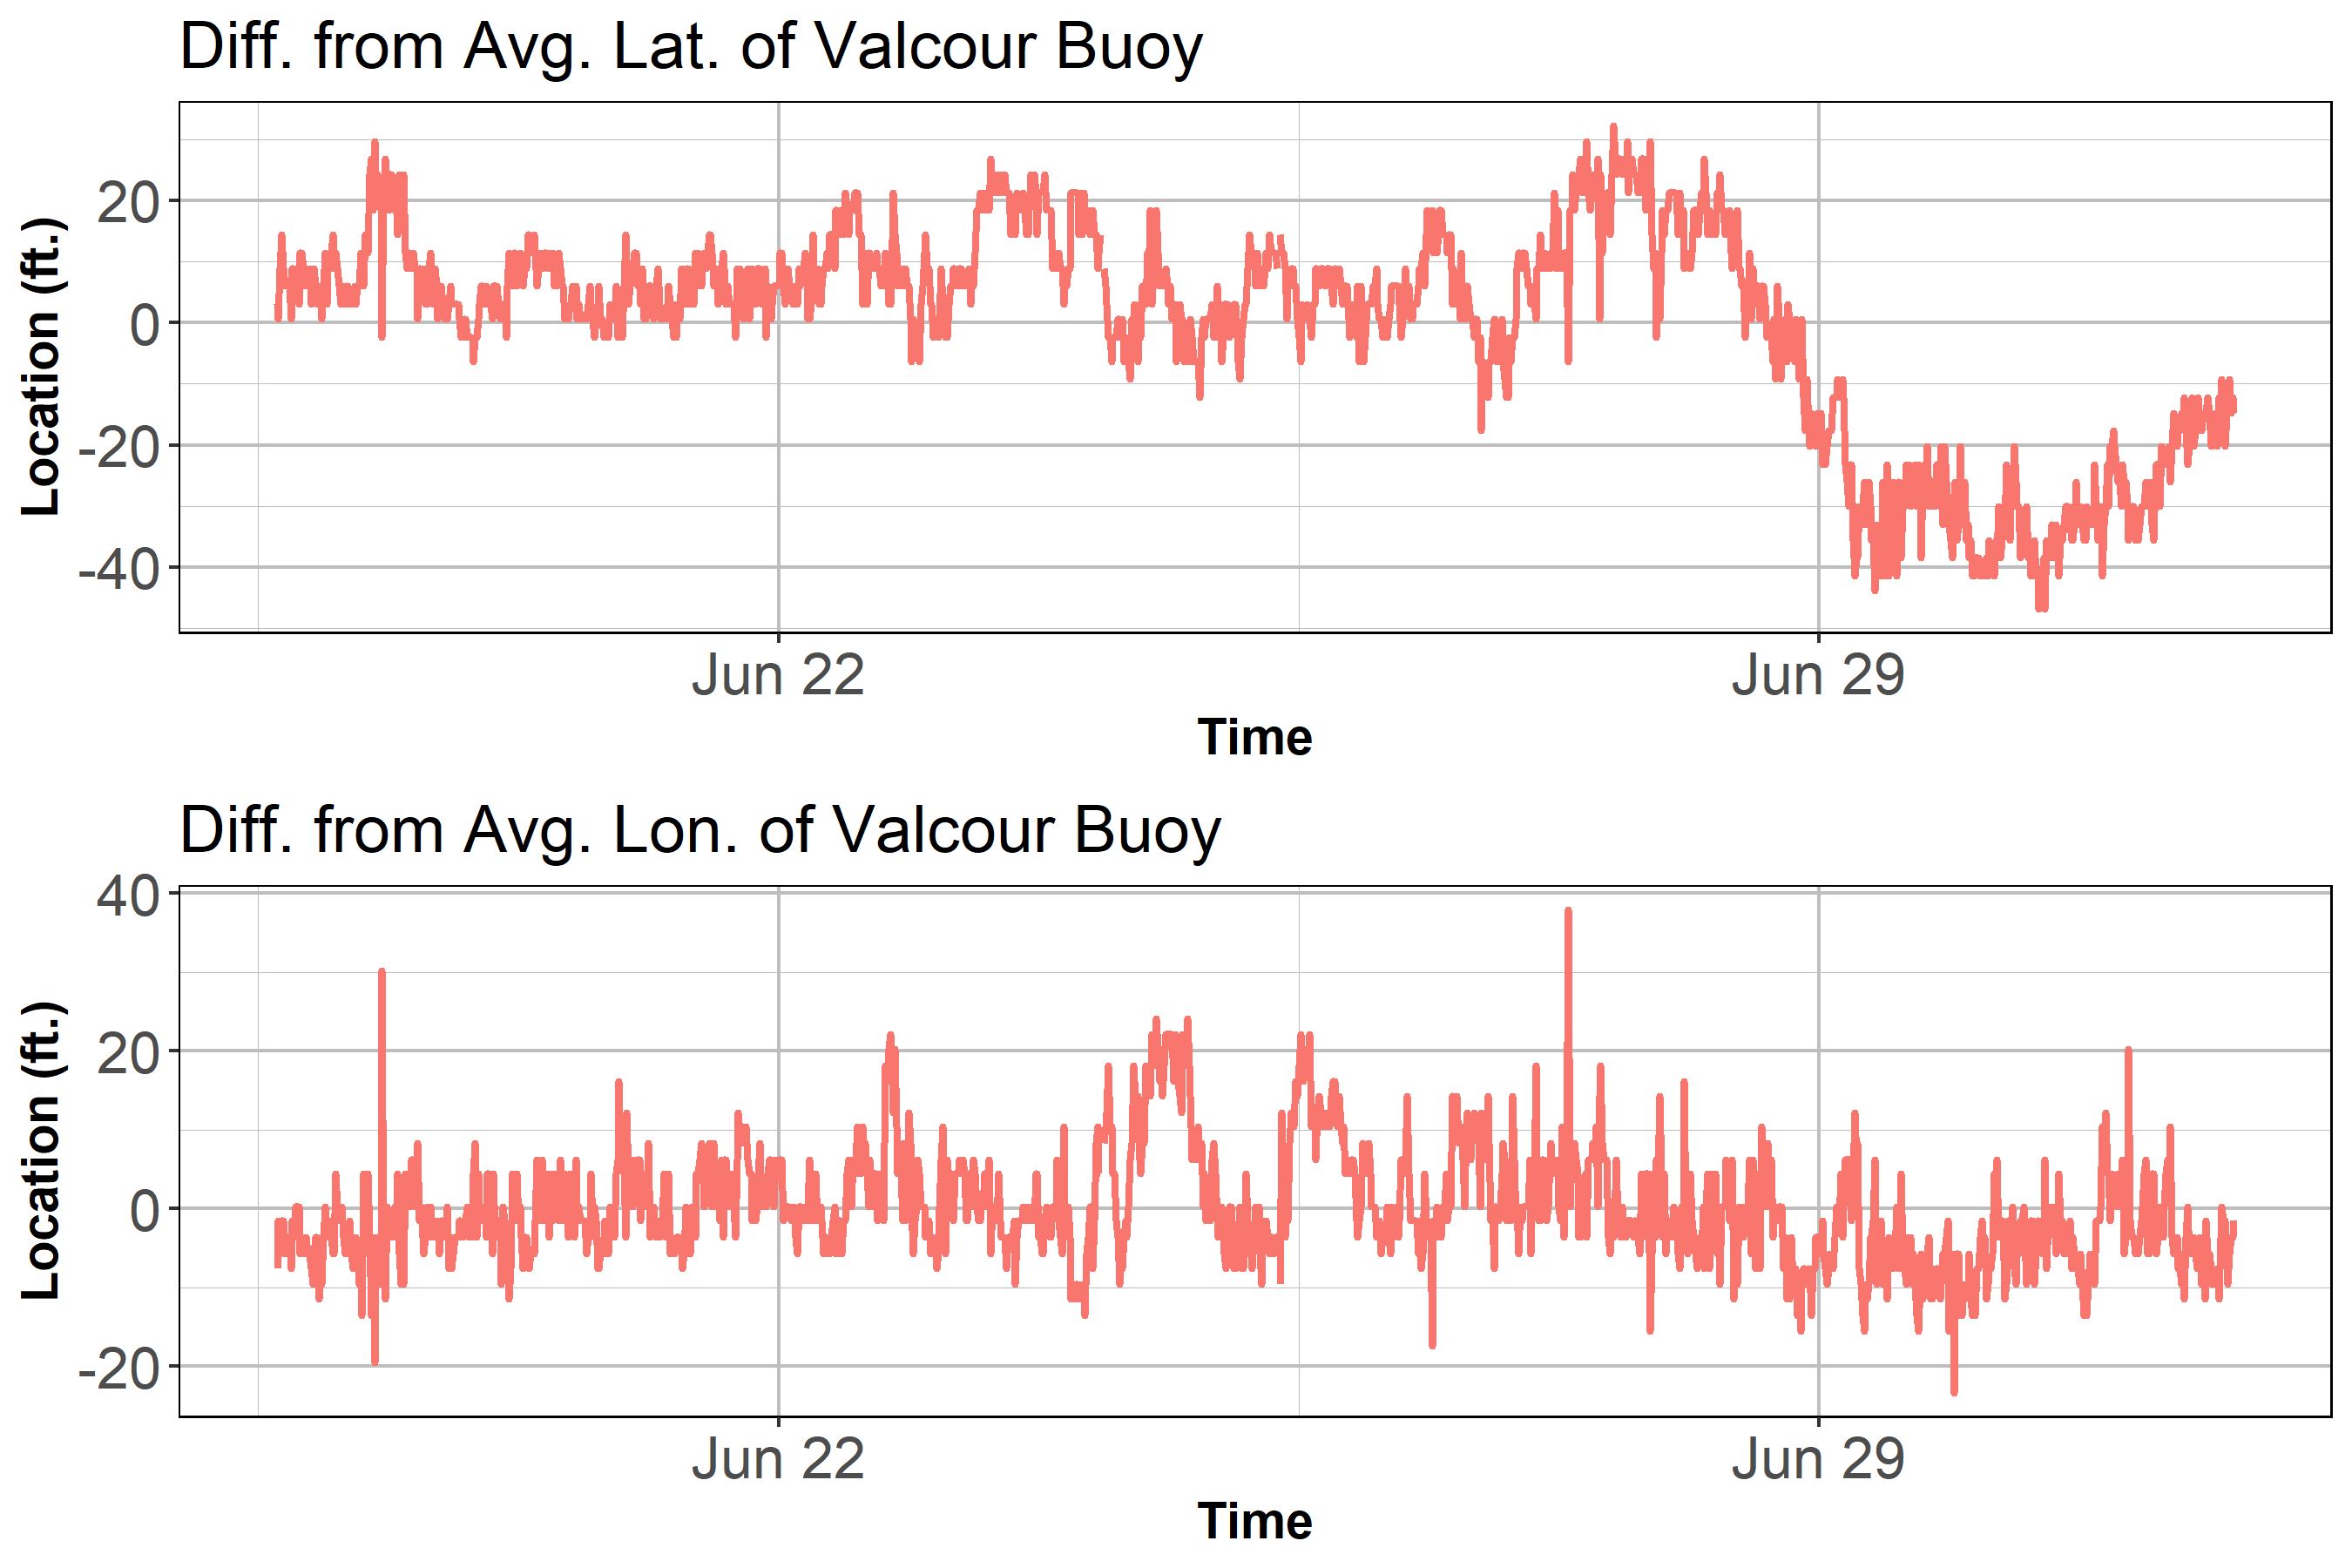 Diff. from Avg. Lat. of Valcour Buoy
Location (ft.)
20
0
-20
-40
Jun 22
Jun 29
Time
Diff. from Avg. Lon. of Valcour Buoy
Location (ft.)
40
20
0
-20
Jun 22
Jun 29
Time